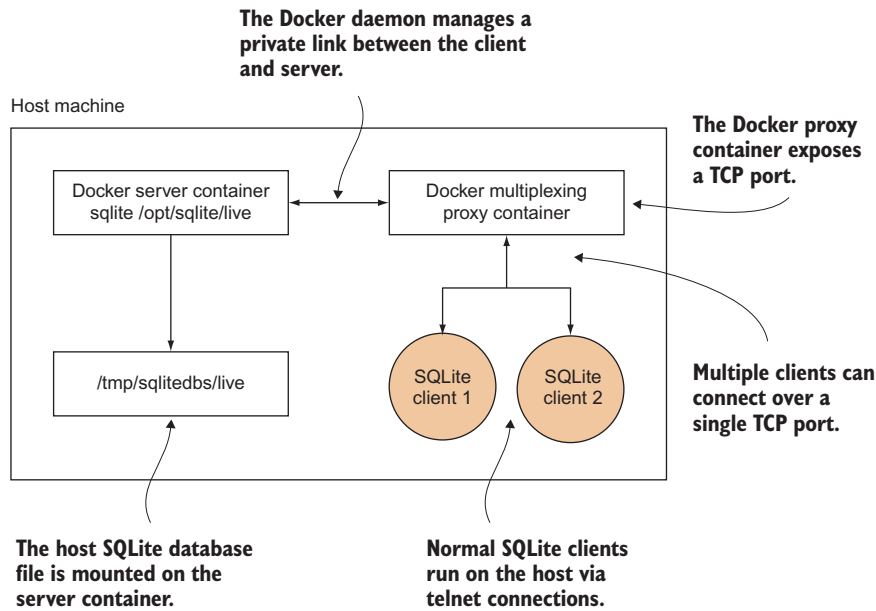 The Docker daemon manages a
private link between the client
and server.
Host machine
The Docker proxy
container exposes
a TCP port.
Docker server container
sqlite /opt/sqlite/live
Docker multiplexing
proxy container
/tmp/sqlitedbs/live
SQLite
client 1
SQLite
client 2
Multiple clients can
connect over a
single TCP port.
The host SQLite database
file is mounted on the
server container.
Normal SQLite clients
run on the host via
telnet connections.